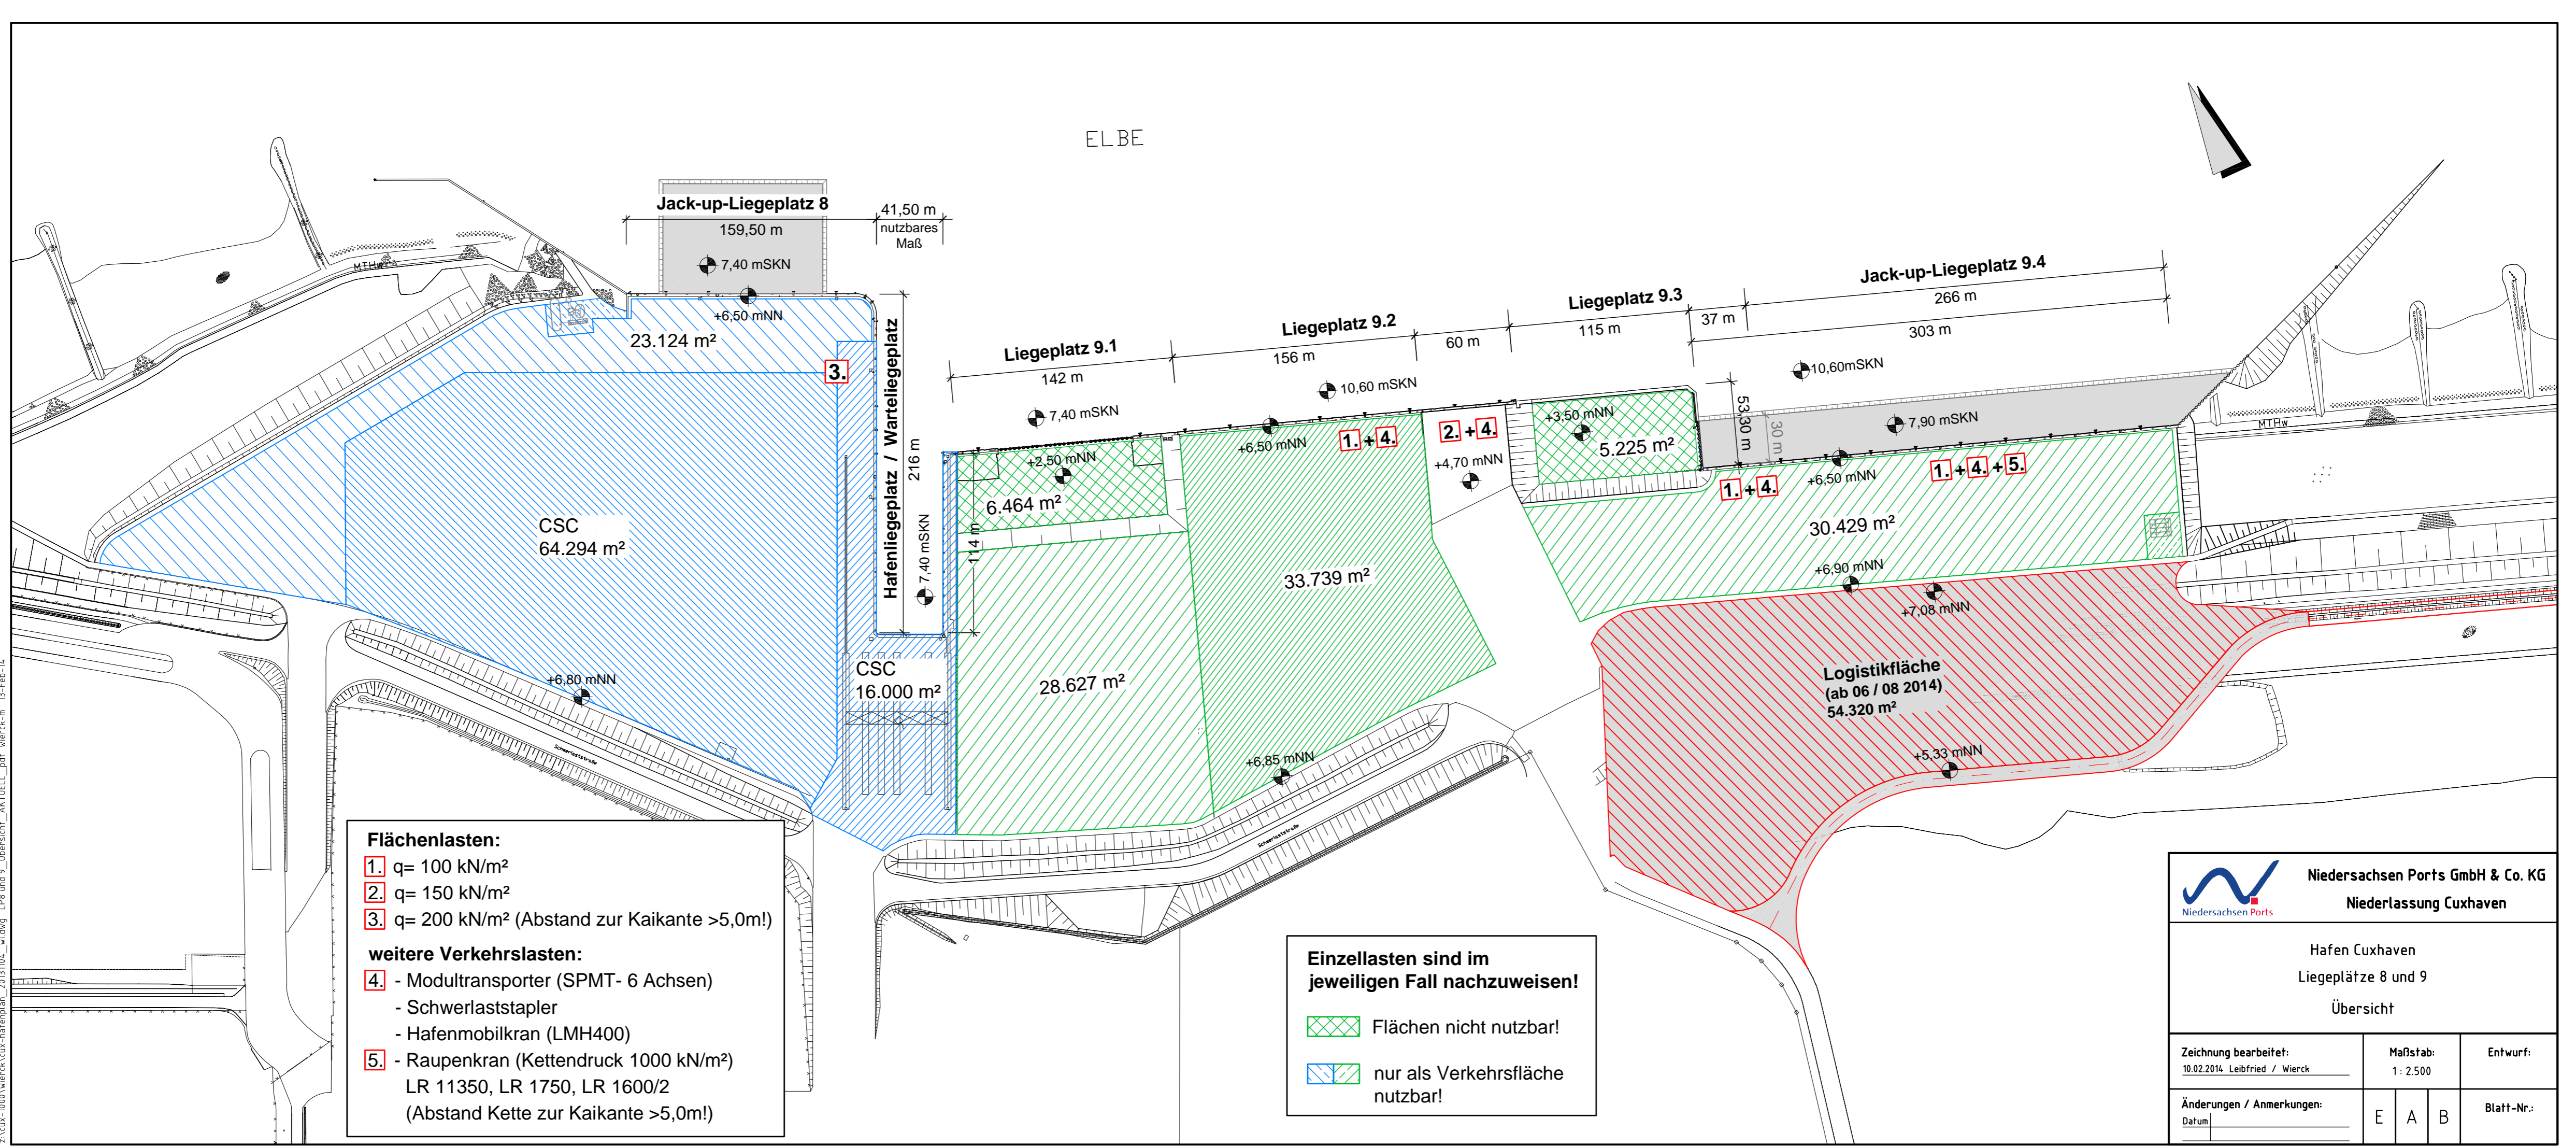 ELBE
Jack-up-Liegeplatz 8
159,50 m
41,50 m
nutzbares
Maß
7,40 mSKN
+6,50 mNN
MTHw
23.124 m²
3.
Hafenliegeplatz / Warteliegeplatz
216 m
7,40 mSKN
114 m
CSC
64.294 m²
+6,80 mNN
Schwerlaststraße
CSC
16.000 m²
Liegeplatz 9.1
142 m
7,40 mSKN
+2,50 mNN
6.464 m²
28.627 m²
Liegeplatz 9.2
156 m
10,60 mSKN
+6,50 mNN
1. + 4.
33.739 m²
+6,85 mNN
Schwerlaststraße
60 m
2. + 4.
+4,70 mNN
Liegeplatz 9.3
115 m
+3,50 mNN
5.225 m²
37 m
Jack-up-Liegeplatz 9.4
266 m
303 m
10,60mSKN
53,30 m
30 m
7,90 mSKN
+6,50 mNN
1. + 4.
1. + 4. + 5.
30.429 m²
+6,90 mNN
+7,08 mNN
MTHw
Logistikfläche
(ab 06 / 08 2014)
54.320 m²
+5,33 mNN
Flächenlasten:
1. q= 100 kN/m²
2. q= 150 kN/m²
3. q= 200 kN/m² (Abstand zur Kaikante >5,0m!)
weitere Verkehrslasten:
4. - Modultransporter (SPMT- 6 Achsen)
- Schwerlaststapler
- Hafenmobilkran (LMH400)
5. - Raupenkran (Kettendruck 1000 kN/m²)
LR 11350, LR 1750, LR 1600/2
(Abstand Kette zur Kaikante >5,0m!)
Einzellasten sind im
jeweiligen Fall nachzuweisen!
Flächen nicht nutzbar!
nur als Verkehrsfläche
nutzbar!
Niedersachsen Ports
Niedersachsen Ports GmbH & Co. KG
Niederlassung Cuxhaven
Hafen Cuxhaven
Liegeplätze 8 und 9
Übersicht
Zeichnung bearbeitet:
10.02.2014 Leibfried / Wierck
Maßstab:
1 : 2.500
Entwurf:
Änderungen / Anmerkungen:
Datum
E A B
Blatt-Nr.: